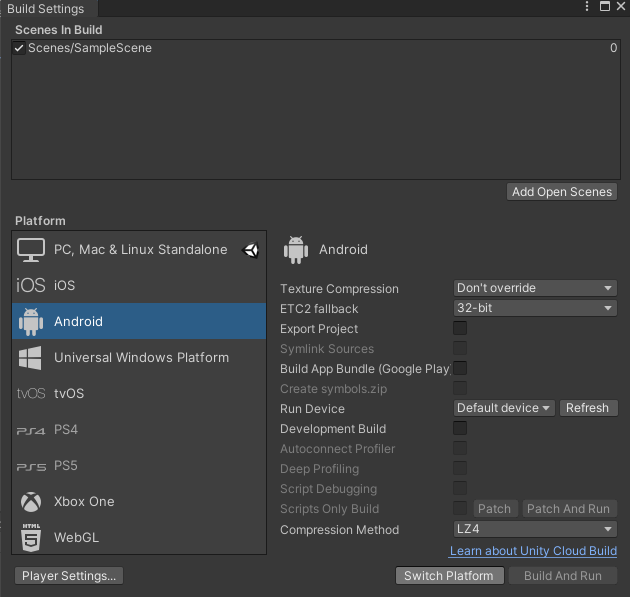 Build Settings
Scenes In Build
Scenes/SampleScene 0
Add Open Scenes
Platform
PC, Mac & Linux Standalone
iOS iOS
Android
Universal Windows Platform
tvOS tvOS
PS4 PS4
PS5 PS5
Xbox One
HTML 5 WebGL
Android
Texture Compression Don't override
ETC2 fallback 32-bit
Export Project
Symlink Sources
Build App Bundle (Google Play
Create symbols.zip
Run Device Default device Refresh
Development Build
Autoconnect Profiler
Deep Profiling
Script Debugging
Scripts Only Build Patch Patch And Run
Compression Method LZ4
Learn about Unity Cloud Build
Player Settings... Switch Platform Build And Run